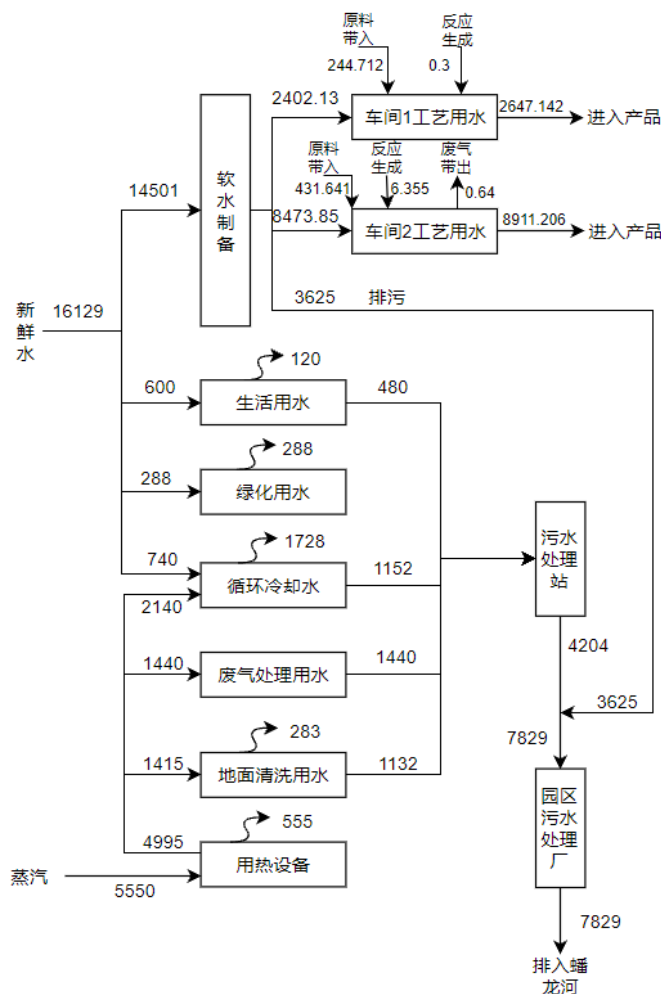 原料
带入
反应
生成
244.712
0.3
2402.13
车间1工艺用水
2647.142
进入产品
原料
带入
反应
生成
废气
带出
14501
软
水
制
备
431.641
6.355
0.64
8473.85
车间2工艺用水
8911.206
进入产品
3625
排污
新
鲜
水
16129
120
600
生活用水
480
288
288
绿化用水
1728
740
循环冷却水
1152
2140
污水
处理
站
4204
1440
废气处理用水
1440
3625
283
7829
1415
地面清洗用水
1132
555
4995
用热设备
蒸汽
5550
园区
污水
处理
厂
7829
排入蟠
龙河